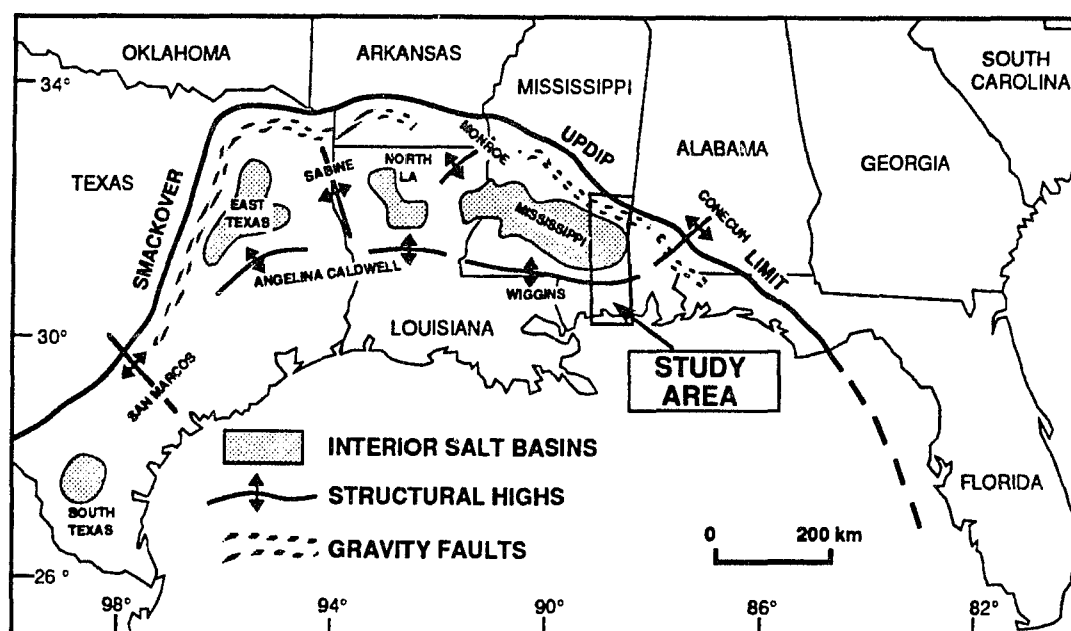 OKLAHOMA
ARKANSAS
SOUTH
CAROLINA
34°
MISSISSIPPI
UPDIP
MONROE
ALABAMA
GEORGIA
TEXAS
SMACKOVER
SABINE
NORTH
LA
EAST
TEXAS
MISSISSIPPI
CONECUH
LIMIT
ANGELINA CALDWELL
WIGGINS
30°
LOUISIANA
SAN MARCOS
STUDY
AREA
INTERIOR SALT BASINS
STRUCTURAL HIGHS
GRAVITY FAULTS
SOUTH
TEXAS
FLORIDA
0 200 km
26°
98° 94° 90° 86° 82°